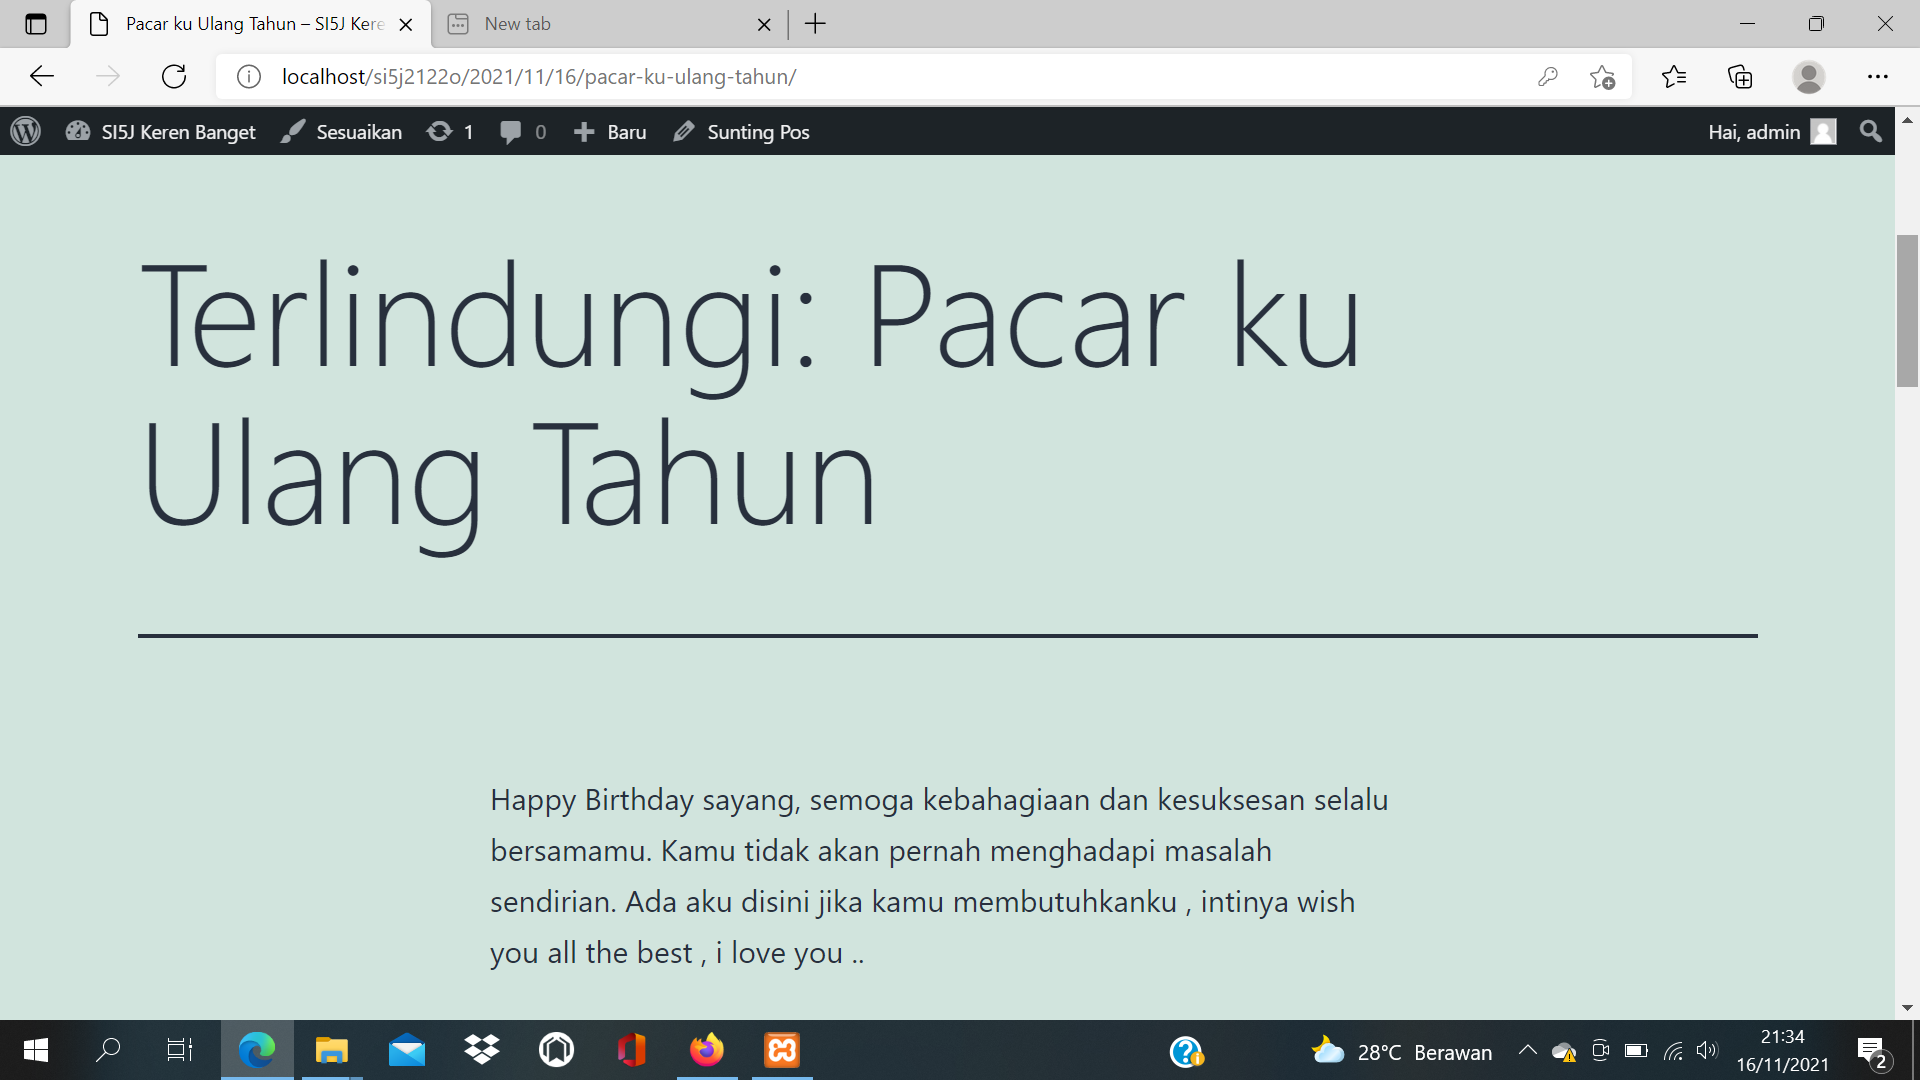 Pacar ku Ulang Tahun – SI5J Kere
New tab
localhost/si5j2122o/2021/11/16/pacar-ku-ulang-tahun/
SI5J Keren Banget Sesuaikan 1 0 Baru Sunting Pos Hai, admin
Terlindungi: Pacar ku
Ulang Tahun
Happy Birthday sayang, semoga kebahagiaan dan kesuksesan selalu
bersamamu. Kamu tidak akan pernah menghadapi masalah
sendirian. Ada aku disini jika kamu membutuhkanku , intinya wish
you all the best , i love you ..
28°C Berawan
21:34
16/11/2021
2